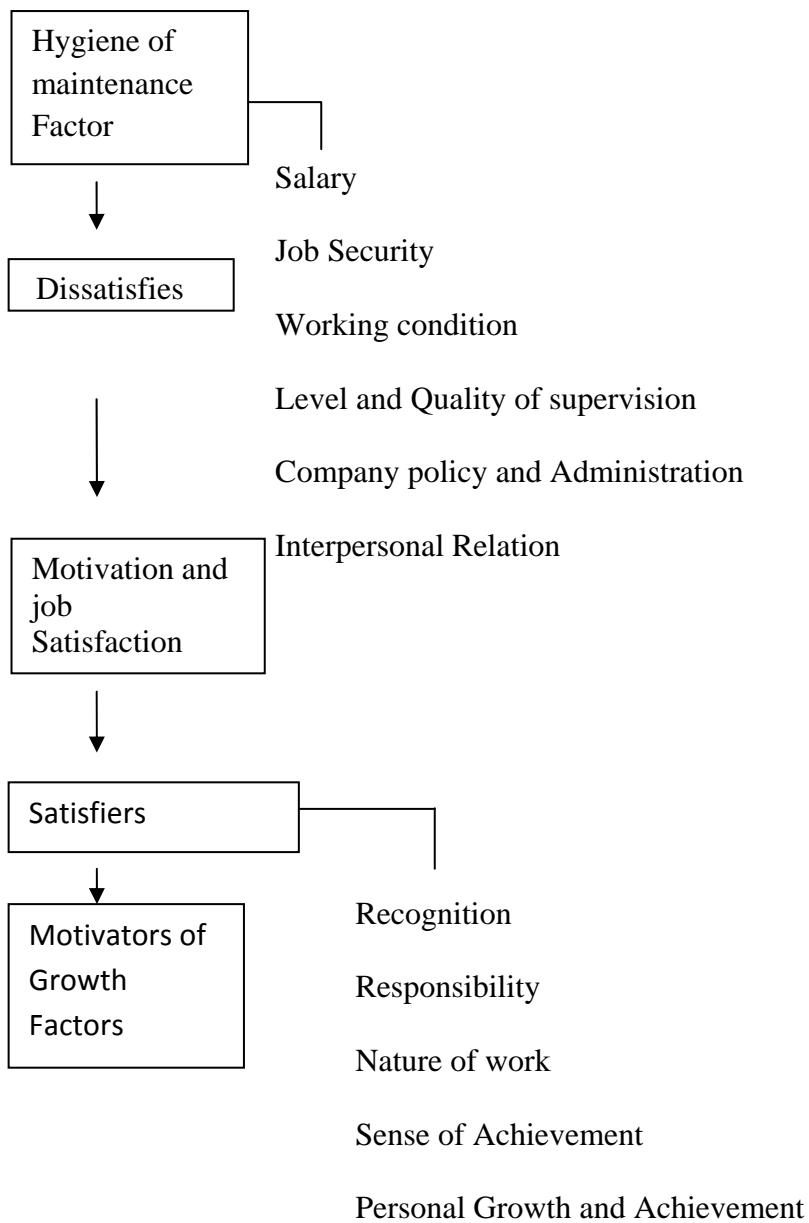 Hygiene of
maintenance
Factor
Salary
Job Security
Dissatisfies
Working condition
Level and Quality of supervision
Company policy and Administration
Interpersonal Relation
Motivation and
job
Satisfaction
Satisfiers
Motivators of
Growth
Factors
Recognition
Responsibility
Nature of work
Sense of Achievement
Personal Growth and Achievement